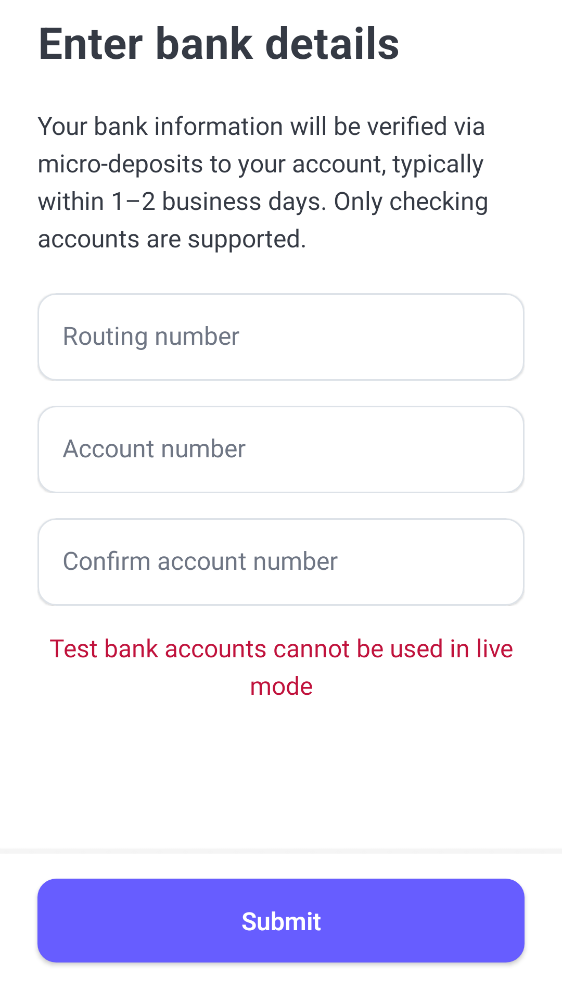 Enter bank details
Your bank information will be verified via
micro-deposits to your account, typically
within 1–2 business days. Only checking
accounts are supported.
Routing number
Account number
Confirm account number
Test bank accounts cannot be used in live
mode
Submit